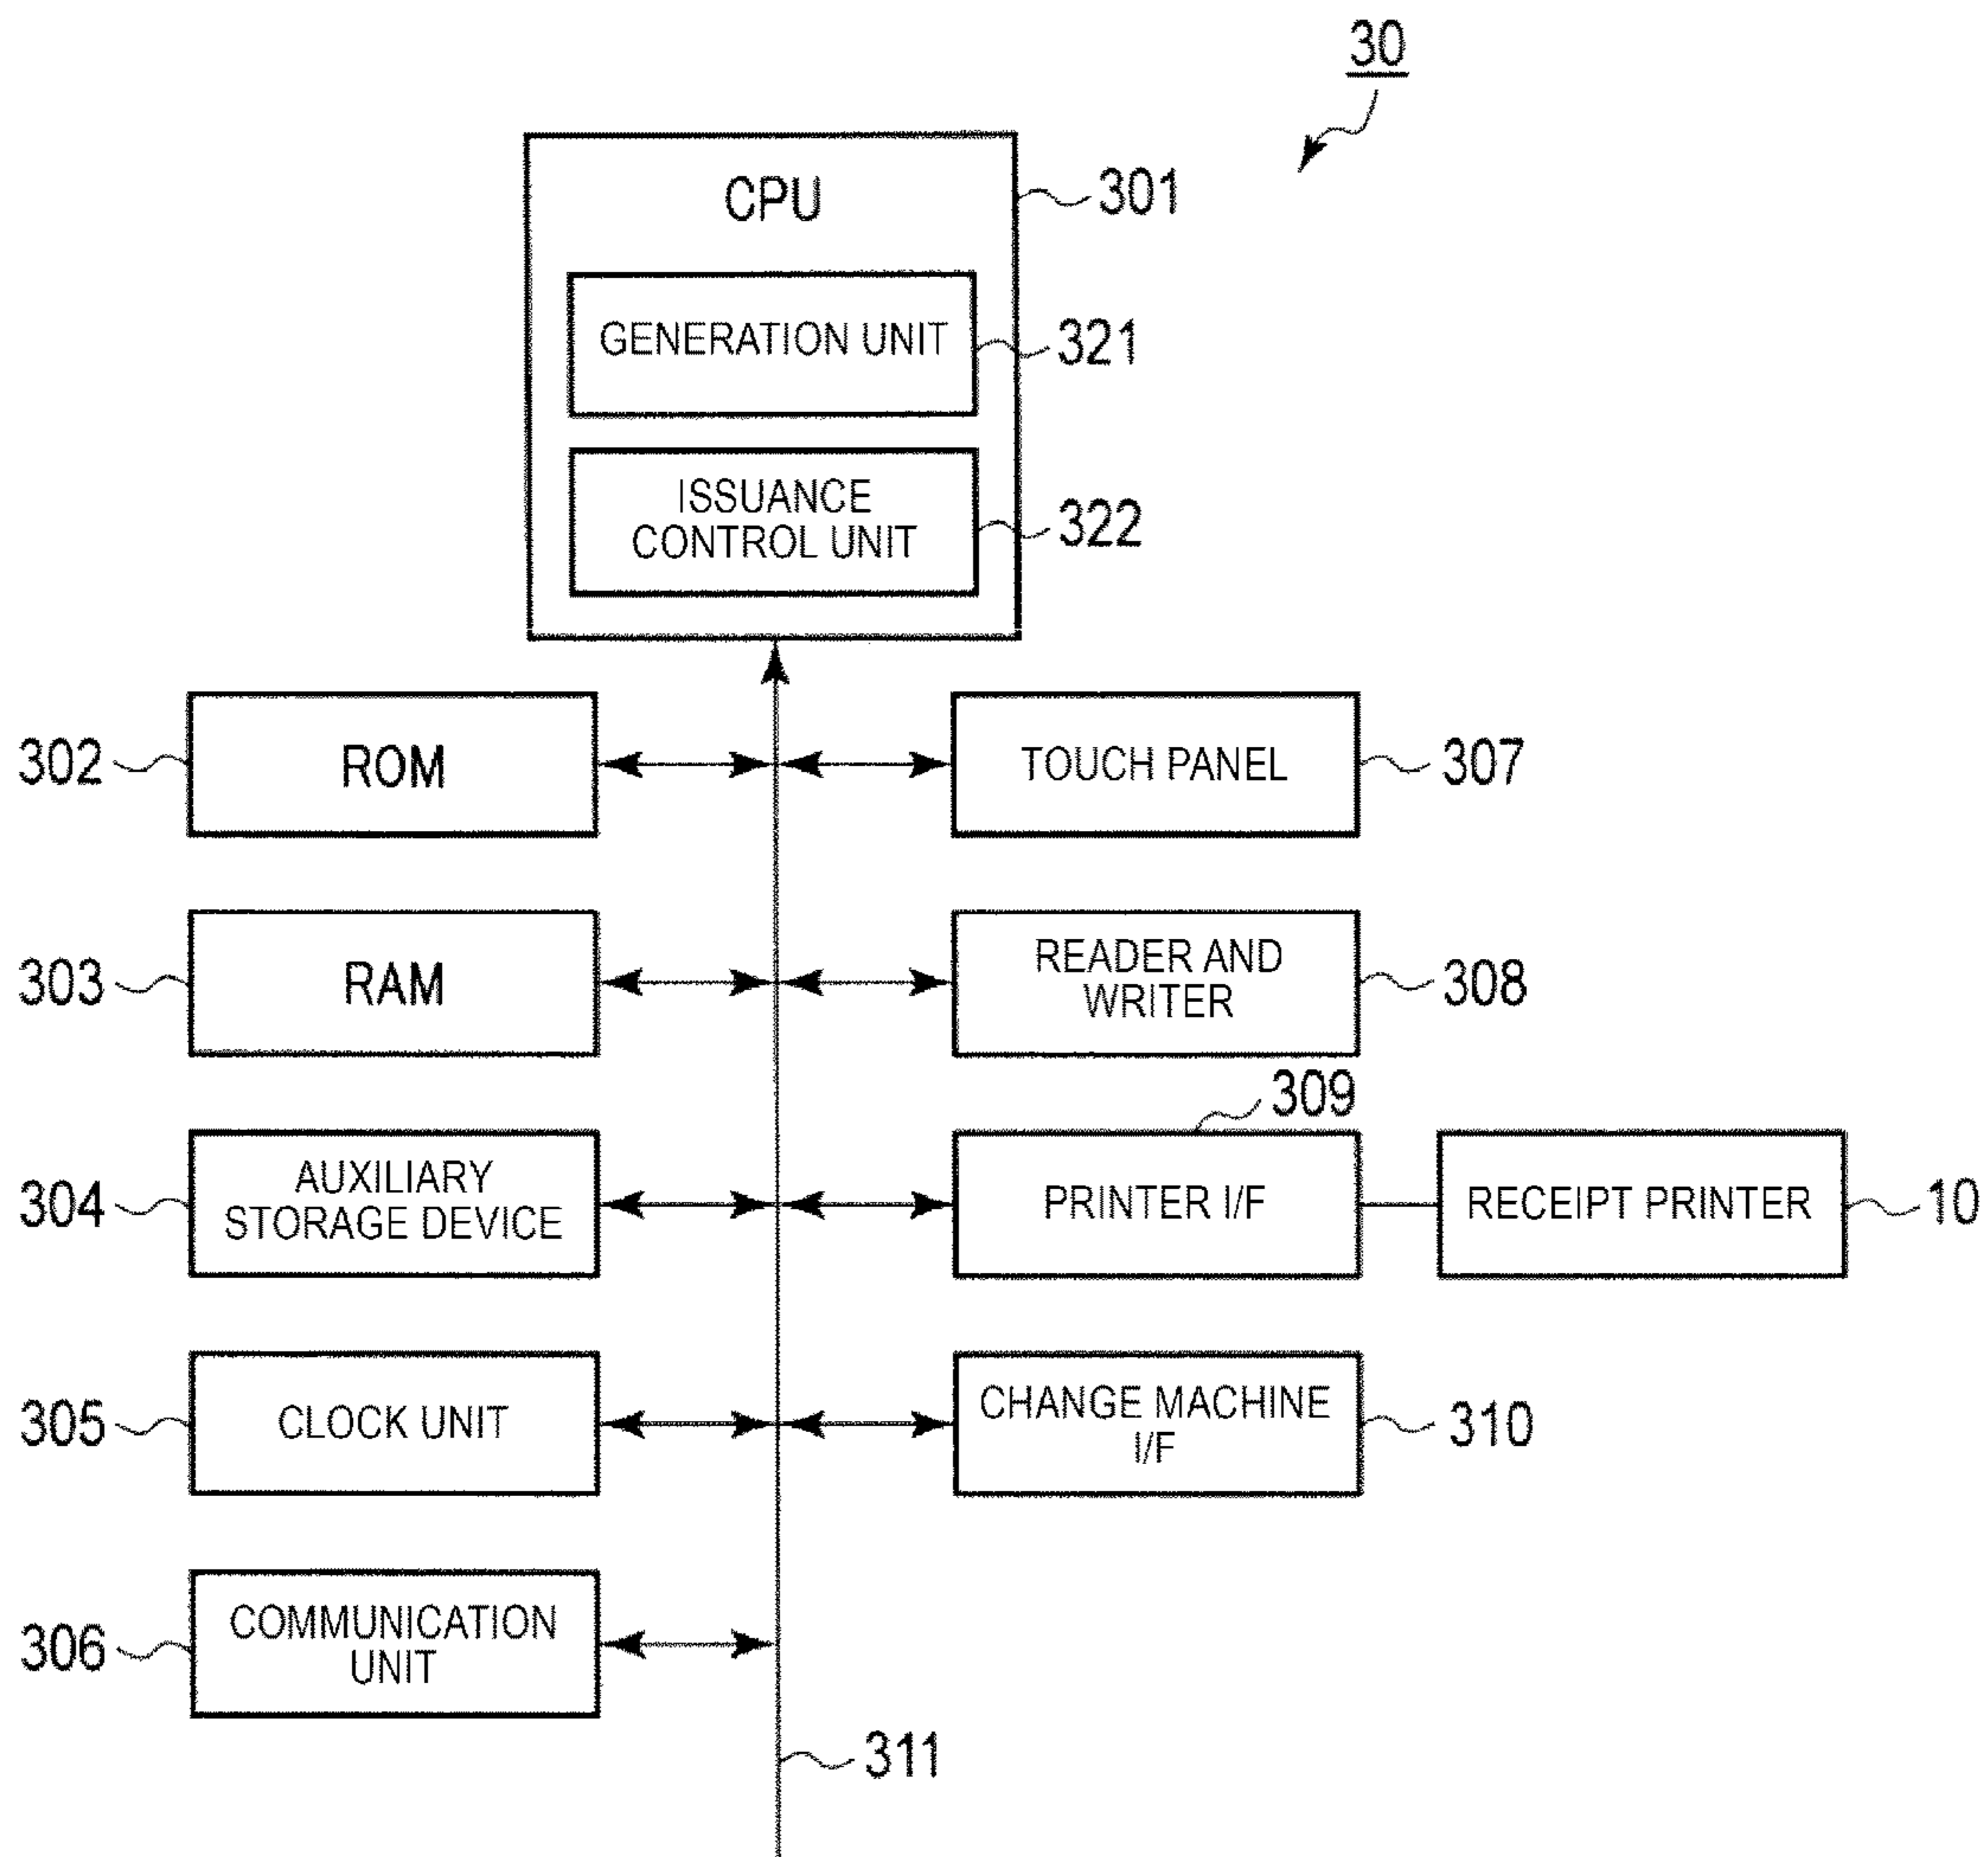 30
CPU
301
GENERATION UNIT
321
ISSUANCE
CONTROL UNIT
322
302
ROM
TOUCH PANEL
307
303
RAM
READER AND
WRITER
308
309
304
AUXILIARY
STORAGE DEVICE
PRINTER I/F
RECEIPT PRINTER
10
305
CLOCK UNIT
CHANGE MACHINE
I/F
310
306
COMMUNICATION
UNIT
311